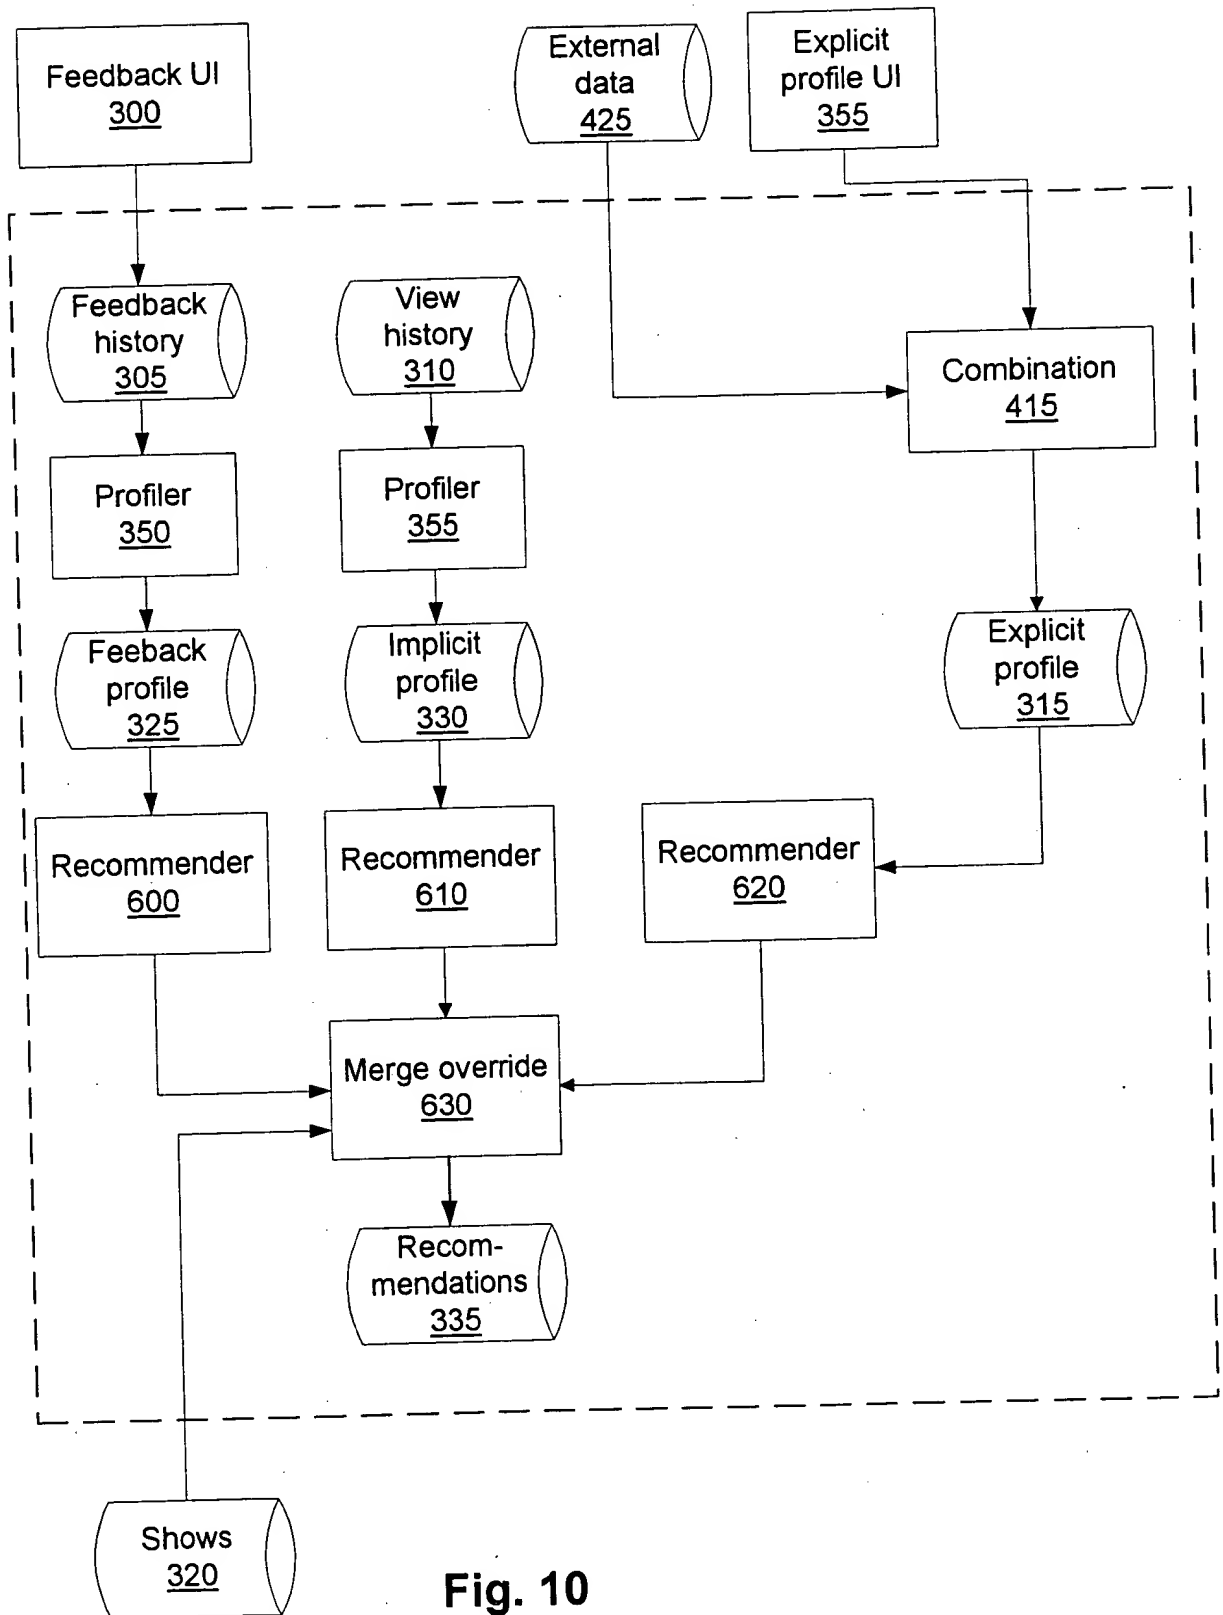 Feedback UI
300
External
data
425
Explicit
profile UI
355
Feedback
history
305
View
history
310
Combination
415
Profiler
350
Profiler
355
Feeback
profile
325
Implicit
profile
330
Explicit
profile
315
Recommender
600
Recommender
610
Recommender
620
Merge override
630
Recom-
mendations
335
Shows
320
Fig. 10